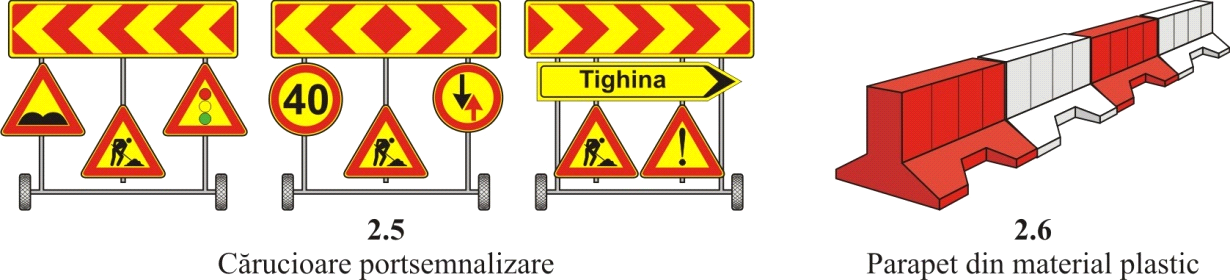 40
Tighina
2.5
Cărucioare portsemnalizare
2.6
Parapet din material plastic